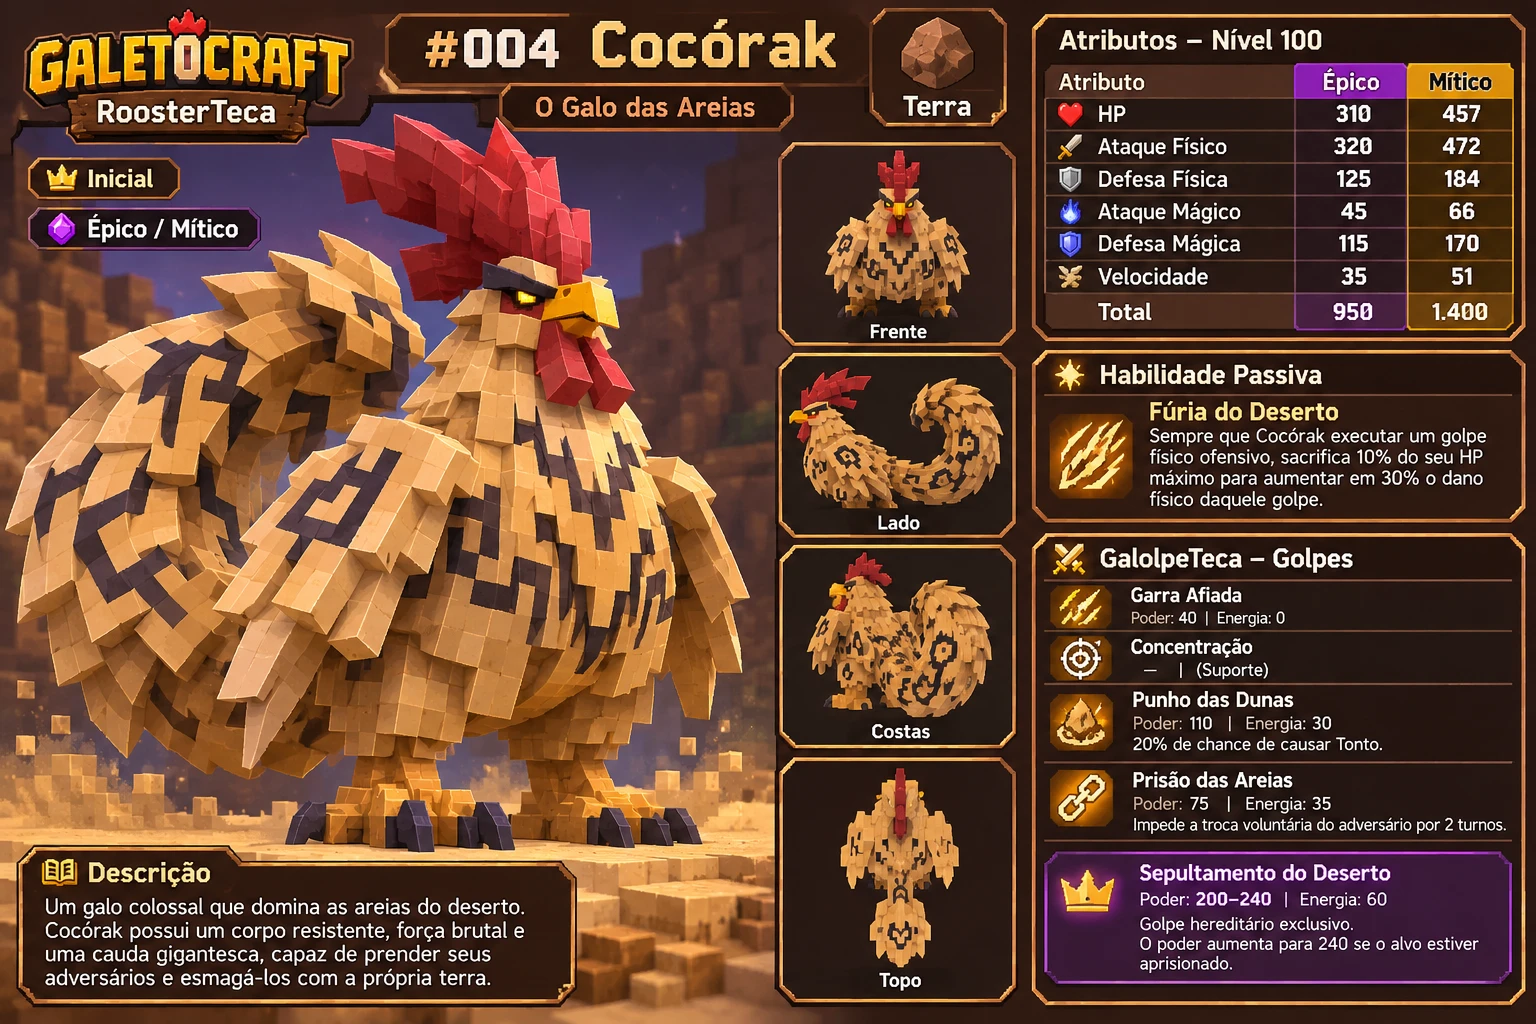 GALETOCRAFT
RoosterTeca
#004 Cocórak
O Galo das Areias
Terra
Inicial
Épico / Mítico
Frente
Lado
Costas
Topo
Descrição
Um galo colossal que domina as areias do deserto.
Cocórak possui um corpo resistente, força brutal e
uma cauda gigantesca, capaz de prender seus
adversários e esmagá-los com a própria terra.
Atributos – Nível 100
Atributo Épico Mítico
HP 310 457
Ataque Físico 320 472
Defesa Física 125 184
Ataque Mágico 45 66
Defesa Mágica 115 170
Velocidade 35 51
Total 950 1.400
Habilidade Passiva
Fúria do Deserto
Sempre que Cocórak executar um golpe
físico ofensivo, sacrifica 10% do seu HP
máximo para aumentar em 30% o dano
físico daquele golpe.
GalolpeTeca – Golpes
Garra Afiada
Poder: 40 | Energia: 0
Concentração
— | (Suporte)
Punho das Dunas
Poder: 110 | Energia: 30
20% de chance de causar Tonto.
Prisão das Areias
Poder: 75 | Energia: 35
Impede a troca voluntária do adversário por 2 turnos.
Sepultamento do Deserto
Poder: 200–240 | Energia: 60
Golpe hereditário exclusivo.
O poder aumenta para 240 se o alvo estiver
aprisionado.